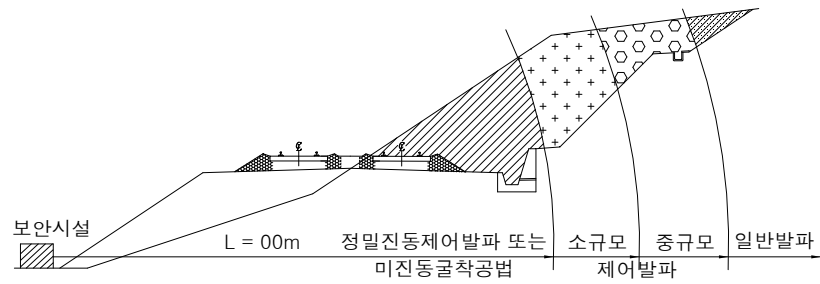 보안시설
L = 00m
정밀진동제어발파 또는
미진동굴착공법
소규모
중규모
제어발파
일반발파